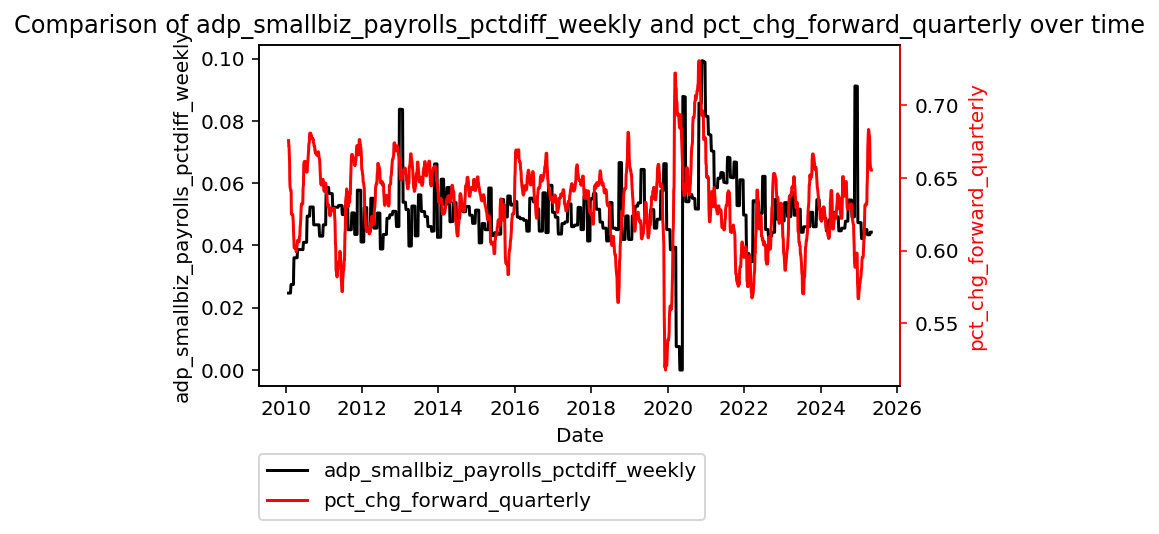 Comparison of adp_smallbiz_payrolls_pctdiff_weekly and pct_chg_forward_quarterly over time
adp_smallbiz_payrolls_pctdiff_weekly
0.10
0.08
0.06
0.04
0.02
0.00
0.70
0.65
0.60
0.55
pct_chg_forward_quarterly
2010 2012 2014 2016 2018 2020 2022 2024 2026
Date
adp_smallbiz_payrolls_pctdiff_weekly
pct_chg_forward_quarterly